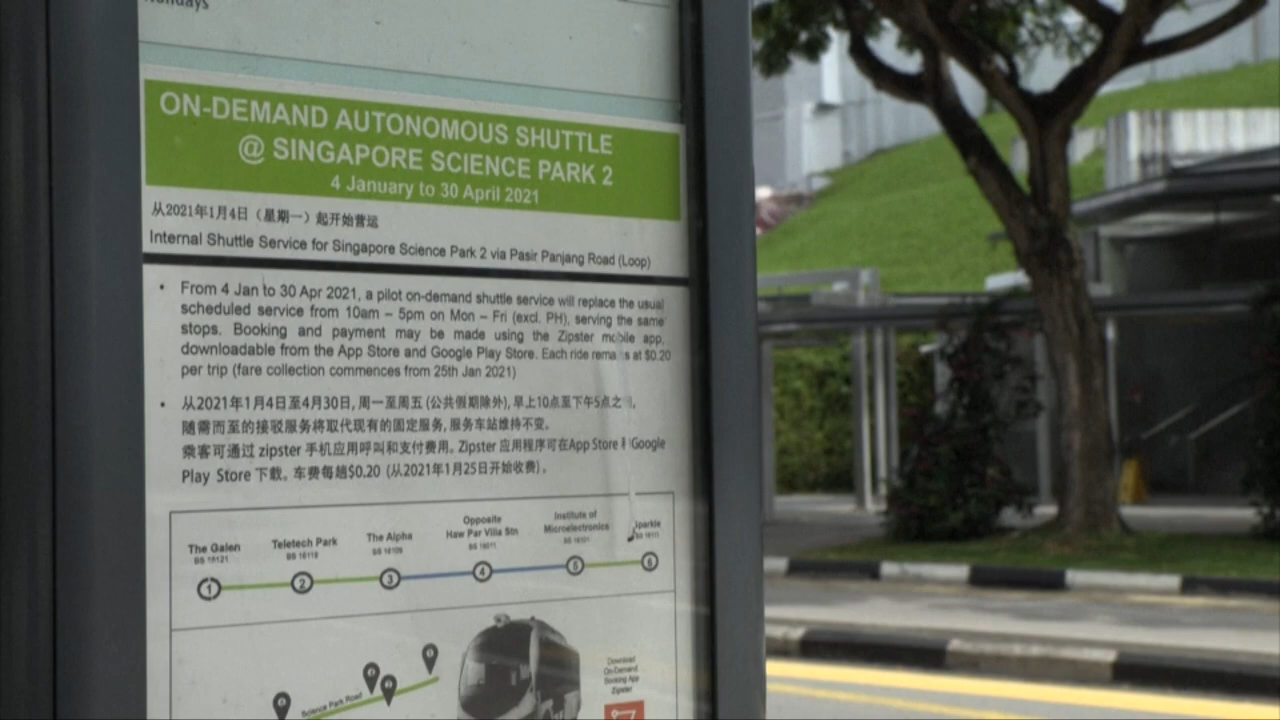 ON-DEMAND AUTONOMOUS SHUTTLE
@ SINGAPORE SCIENCE PARK 2
4 January to 30 April 2021
从2021年1月4日（星期一）起开始营运
Internal Shuttle Service for Singapore Science Park 2 via Pasir Panjang Road (Loop)
• From 4 Jan to 30 Apr 2021, a pilot on-demand shuttle service will replace the usual
scheduled service from 10am – 5pm on Mon – Fri (excl. PH), serving the same
stops. Booking and payment may be made using the Zipster mobile app,
downloadable from the App Store and Google Play Store. Each ride remains at $0.20
per trip (fare collection commences from 25th Jan 2021)
• 从2021年1月4日至4月30日, 周一至周五 (公共假期除外), 早上10点至下午5点之
随需而至的接驳服务将取代现有的固定服务, 服务车站维持不变。
乘客可通过 zipster 手机应用呼叫和支付费用。Zipster 应用程序可在App Store Google
Play Store 下载。车费每趟$0.20 (从2021年1月25日开始收费)。
The Galen
BS 18121
Teletech Park
BS 18119
The Alpha
BS 18109
Opposite
Haw Par Villa Stn
Institute of
Microelectronics
BS 18101
BS 18111
1
2
3
4
5
6
Science Park Road
Download
On-Demand
Booking App
Zipster